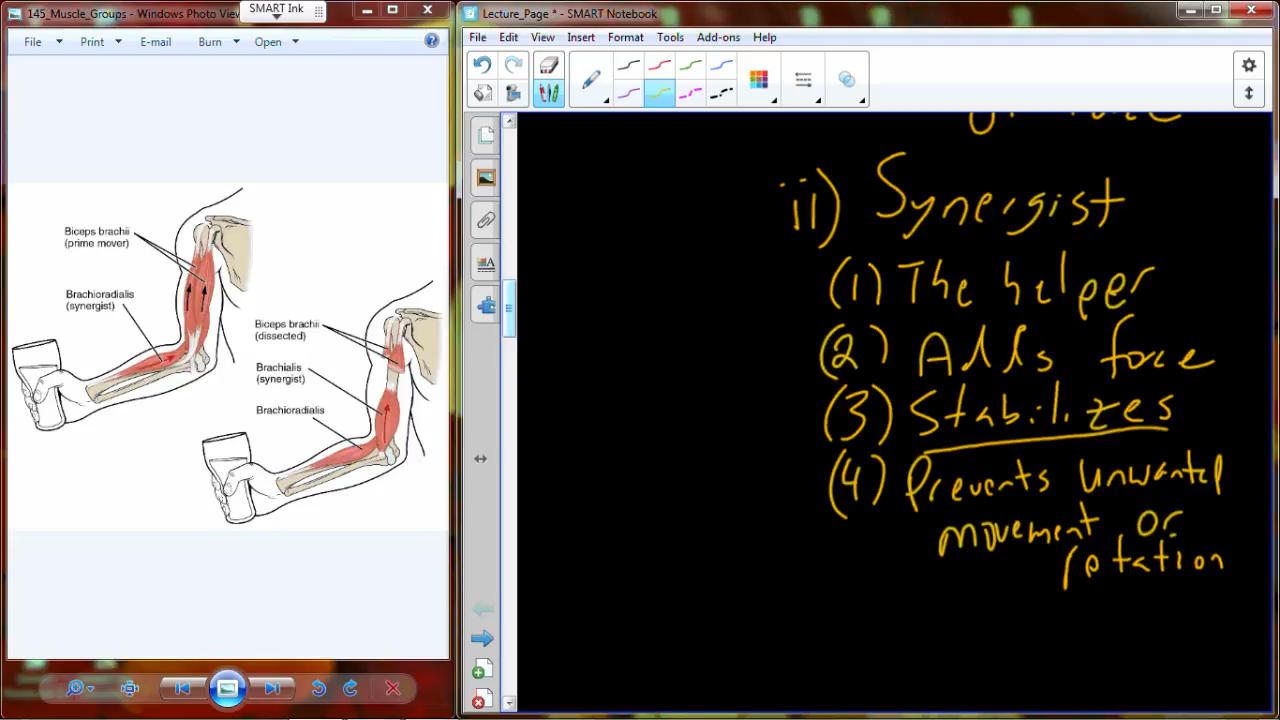 145_Muscle_Groups - Windows Photo View
SMART Ink
File Print E-mail Burn Open
Biceps brachii
(prime mover)
Brachioradialis
(synergist)
Biceps brachii
(dissected)
Brachialis
(synergist)
Brachioradialis
Lecture_Page * - SMART Notebook
File Edit View Insert Format Tools Add-ons Help
ii) Synergist
(1) The helper
(2) Adds force
(3) Stabilizes
(4) Prevents unwanted
movement or
rotation